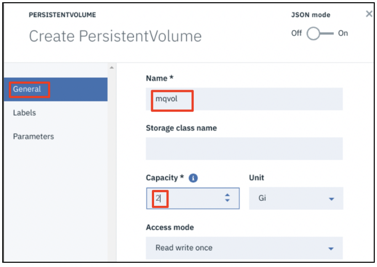 PERSISTENTVOLUME
JSON mode
Create PersistentVolume
Off On
General
Labels
Parameters
Name *
mqvol
Storage class name
Capacity * i Unit
2 Gi
Access mode
Read write once